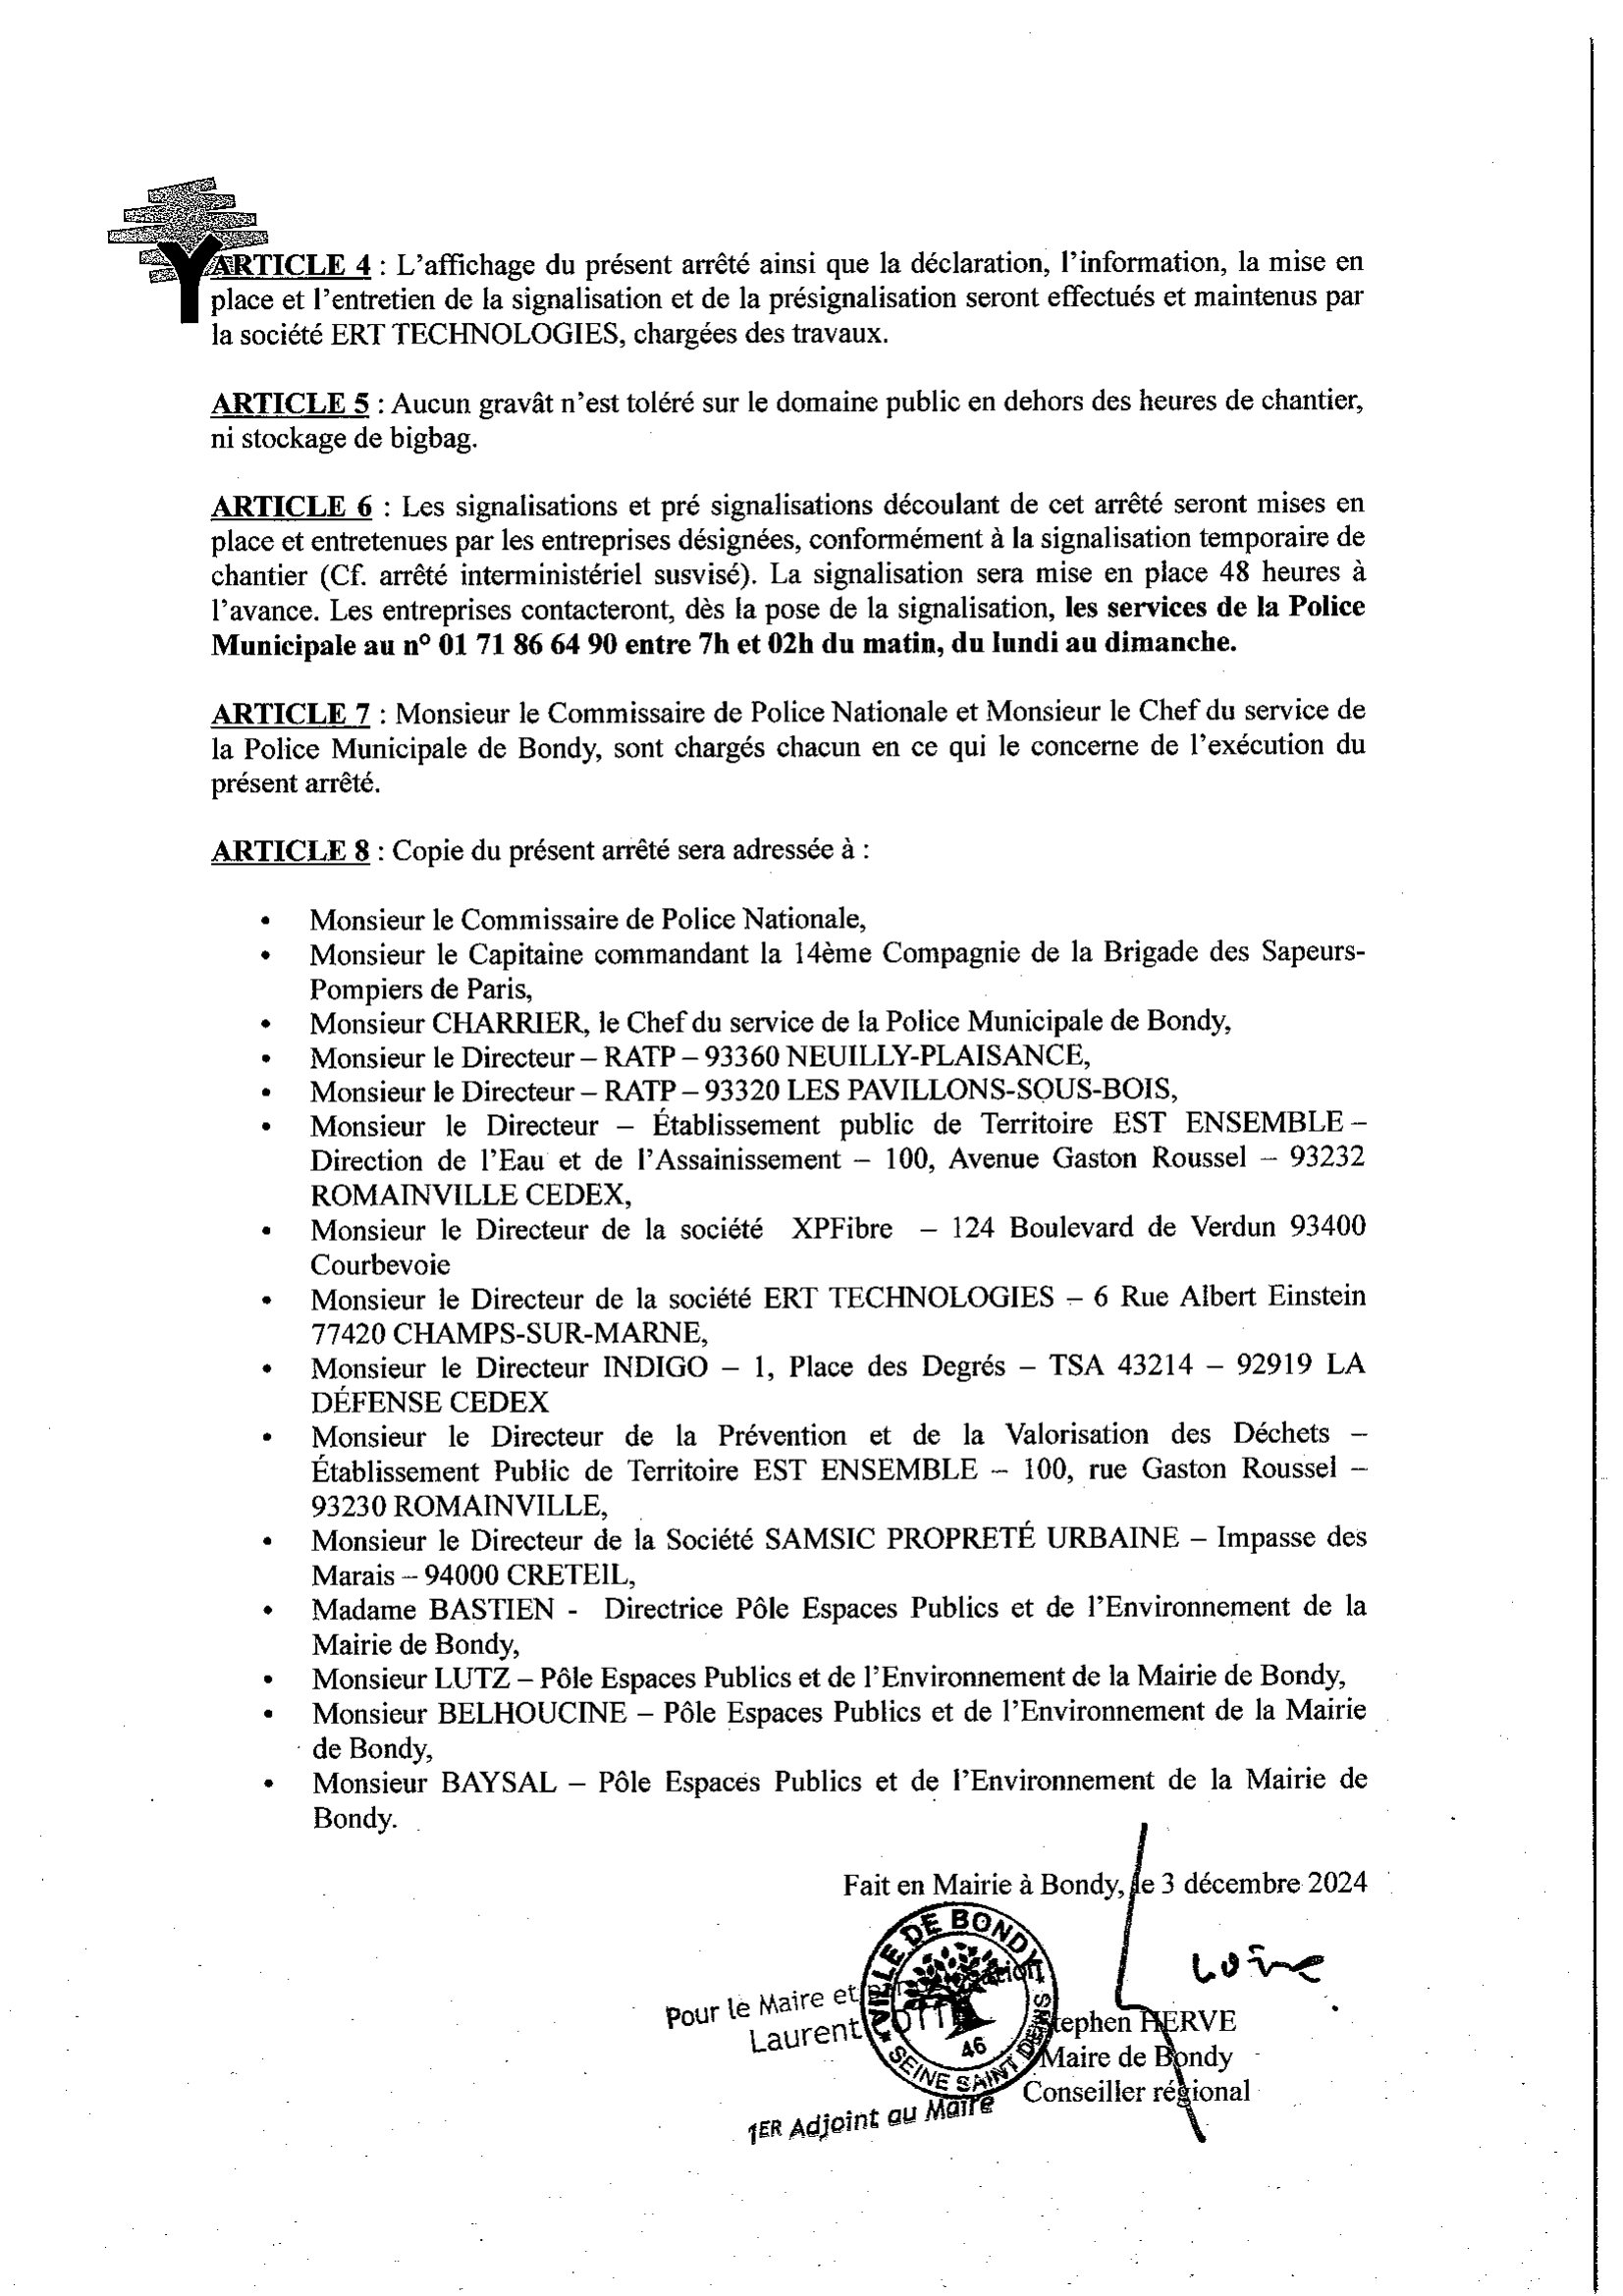 ARTICLE 4 : L'affichage du présent arrêté ainsi que la déclaration, l'information, la mise en
place et l'entretien de la signalisation et de la présignalisation seront effectués et maintenus par
la société ERT TECHNOLOGIES, chargées des travaux.
ARTICLE 5 : Aucun gravât n'est toléré sur le domaine public en dehors des heures de chantier,
ni stockage de bigbag.
ARTICLE 6 : Les signalisations et pré signalisations découlant de cet arrêté seront mises en
place et entretenues par les entreprises désignées, conformément à la signalisation temporaire de
chantier (Cf. arrêté interministériel susvisé). La signalisation sera mise en place 48 heures à
l'avance. Les entreprises contacteront, dès la pose de la signalisation, les services de la Police
Municipale au n° 01 71 86 64 90 entre 7h et 02h du matin, du lundi au dimanche.
ARTICLE 7 : Monsieur le Commissaire de Police Nationale et Monsieur le Chef du service de
la Police Municipale de Bondy, sont chargés chacun en ce qui le concerne de l'exécution du
présent arrêté.
ARTICLE 8 : Copie du présent arrêté sera adressée à :
• Monsieur le Commissaire de Police Nationale,
• Monsieur le Capitaine commandant la 14ème Compagnie de la Brigade des Sapeurs-
Pompiers de Paris,
• Monsieur CHARRIER, le Chef du service de la Police Municipale de Bondy,
• Monsieur le Directeur – RATP – 93360 NEUILLY-PLAISANCE,
• Monsieur le Directeur – RATP – 93320 LES PAVILLONS-SOUS-BOIS,
• Monsieur le Directeur – Établissement public de Territoire EST ENSEMBLE –
Direction de l'Eau et de l'Assainissement – 100, Avenue Gaston Roussel – 93232
ROMAINVILLE CEDEX,
• Monsieur le Directeur de la société XPFibre – 124 Boulevard de Verdun 93400
Courbevoie
• Monsieur le Directeur de la société ERT TECHNOLOGIES – 6 Rue Albert Einstein
77420 CHAMPS-SUR-MARNE,
• Monsieur le Directeur INDIGO – 1, Place des Degrés – TSA 43214 – 92919 LA
DÉFENSE CEDEX
• Monsieur le Directeur de la Prévention et de la Valorisation des Déchets –
Établissement Public de Territoire EST ENSEMBLE – 100, rue Gaston Roussel –
93230 ROMAINVILLE,
• Monsieur le Directeur de la Société SAMSIC PROPRETÉ URBAINE – Impasse des
Marais – 94000 CRETEIL,
• Madame BASTIEN - Directrice Pôle Espaces Publics et de l'Environnement de la
Mairie de Bondy,
• Monsieur LUTZ – Pôle Espaces Publics et de l'Environnement de la Mairie de Bondy,
• Monsieur BELHOUCINE – Pôle Espaces Publics et de l'Environnement de la Mairie
de Bondy,
• Monsieur BAYSAL – Pôle Espaces Publics et de l'Environnement de la Mairie de
Bondy.
Fait en Mairie à Bondy, le 3 décembre 2024
VILLE DE BONDY
46
SEINE SAINT DENIS
Pour le Maire et
Laurent
1ER Adjoint au Maire
Stephen HERVE
Maire de Bondy
Conseiller régional